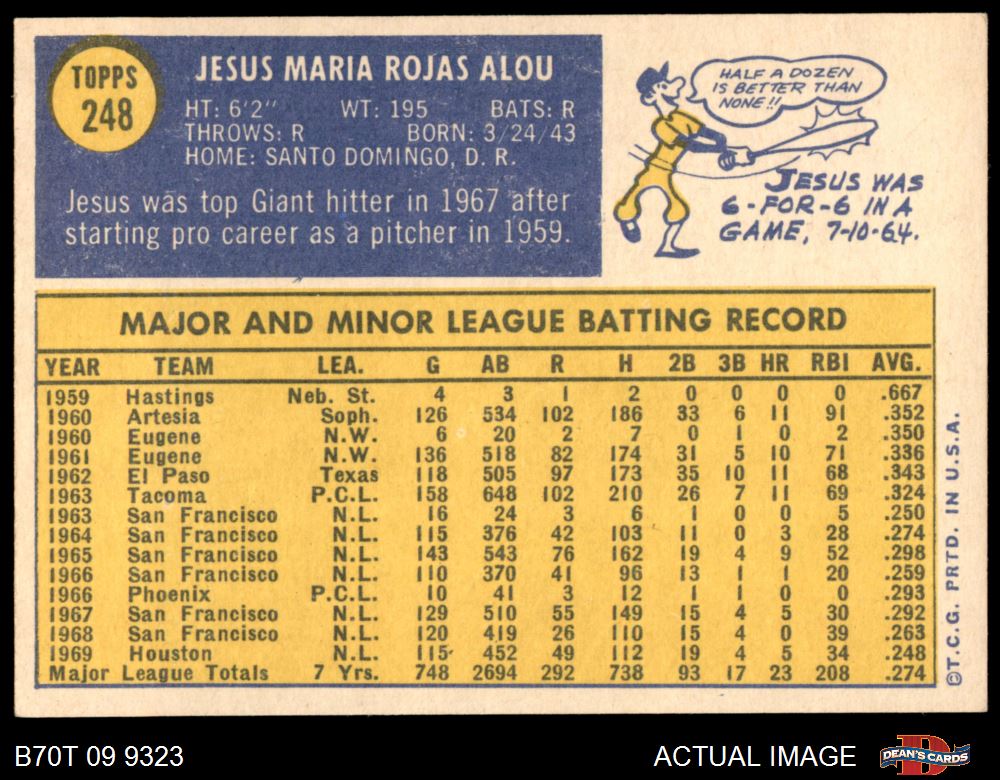 TOPPS
248
JESUS MARIA ROJAS ALOU
HT: 6'2" WT: 195 BATS: R
THROWS: R BORN: 3/24/43
HOME: SANTO DOMINGO, D. R.
Jesus was top Giant hitter in 1967 after
starting pro career as a pitcher in 1959.
HALF A DOZEN
IS BETTER THAN
NONE!!
JESUS WAS
6-FOR-6 IN A
GAME, 7-10-64.
MAJOR AND MINOR LEAGUE BATTING RECORD
YEAR TEAM LEA. G AB R H 2B 3B HR RBI AVG.
1959 Hastings Neb. St. 4 3 1 2 0 0 0 0 .667
1960 Artesia Soph. 126 534 102 186 33 6 11 91 .352
1960 Eugene N.W. 6 20 2 7 0 1 0 2 .350
1961 Eugene N.W. 136 518 82 174 31 5 10 71 .336
1962 El Paso Texas 118 505 97 173 35 10 11 68 .343
1963 Tacoma P.C.L. 158 648 102 210 26 7 11 69 .324
1963 San Francisco N.L. 16 24 3 6 1 0 0 5 .250
1964 San Francisco N.L. 115 376 42 103 11 0 3 28 .274
1965 San Francisco N.L. 143 543 76 162 19 4 9 52 .298
1966 San Francisco N.L. 110 370 41 96 13 1 1 20 .259
1966 Phoenix P.C.L. 10 41 3 12 1 1 0 0 .293
1967 San Francisco N.L. 129 510 55 149 15 4 5 30 .292
1968 San Francisco N.L. 120 419 26 110 15 4 0 39 .263
1969 Houston N.L. 115 452 49 112 19 4 5 34 .248
Major League Totals 7 Yrs. 748 2694 292 738 93 17 23 208 .274
©T.C.G. PRTD. IN U.S.A.
B70T 09 9323
ACTUAL IMAGE
DEAN'S CARDS